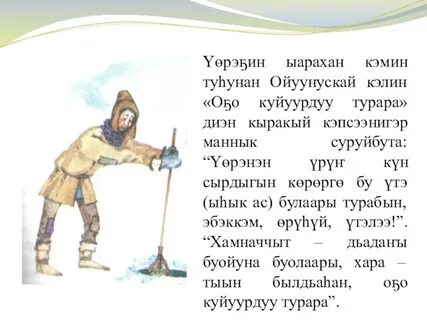 Үөрэҕин ыарахан кэмин
туһунан Ойуунускай кэлин
«Оҕо куйуурдуу турара»
диэн кыракый кэпсээнигэр
маннык суруйбута:
“Үөрэнэн үрүҥ күн
сырдыгын көрөргө бу үтэ
(ыһык ас) булаары турабын,
эбэккэм, өрүһүй, үтэлээ!”.
“Хамначчыт – дьадаҥы
буойуна буолаары, хара –
тыын былдьаһан, оҕо
куйуурдуу турара”.